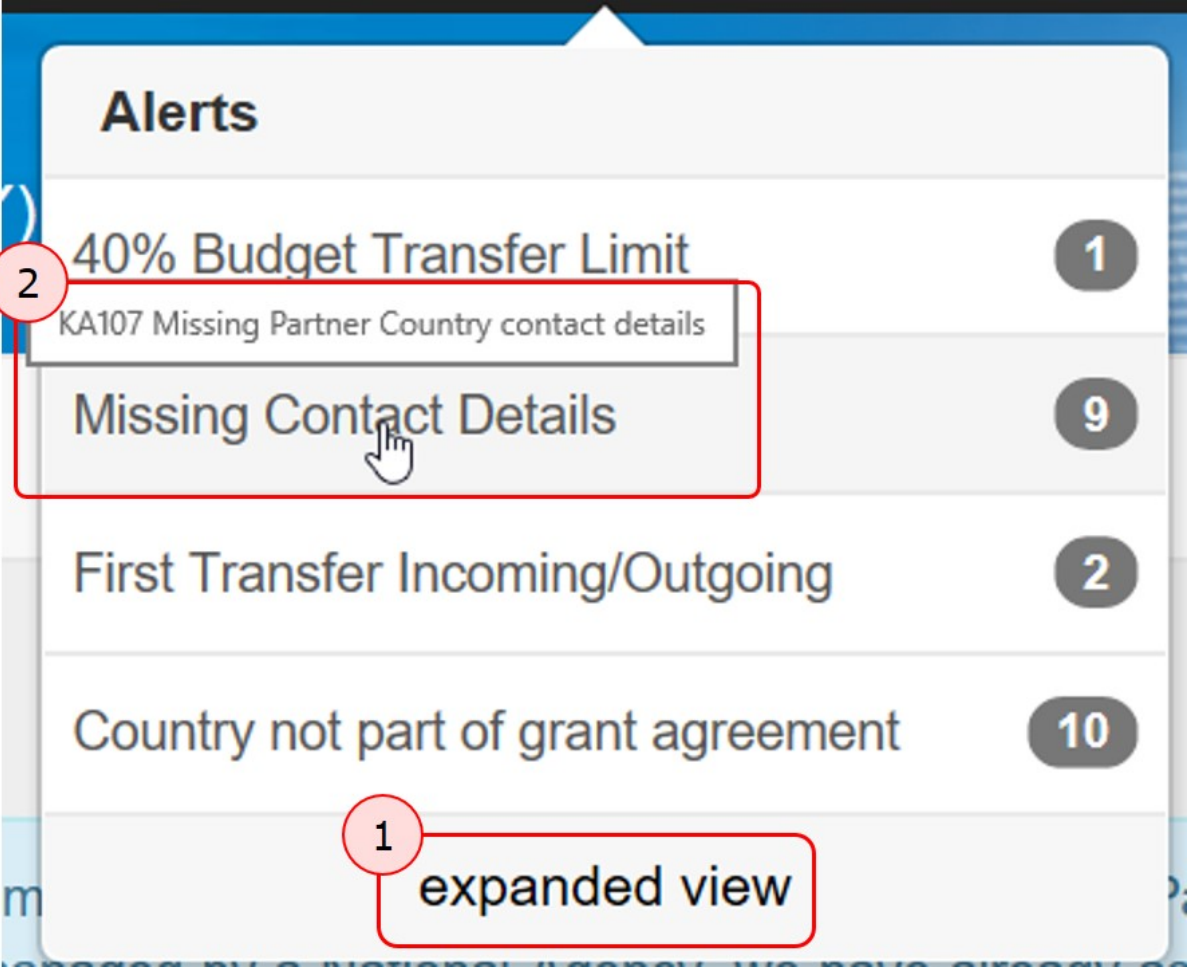 Alerts
40% Budget Transfer Limit 1
2
KA107 Missing Partner Country contact details
Missing Contact Details 9
First Transfer Incoming/Outgoing 2
Country not part of grant agreement 10
1
expanded view